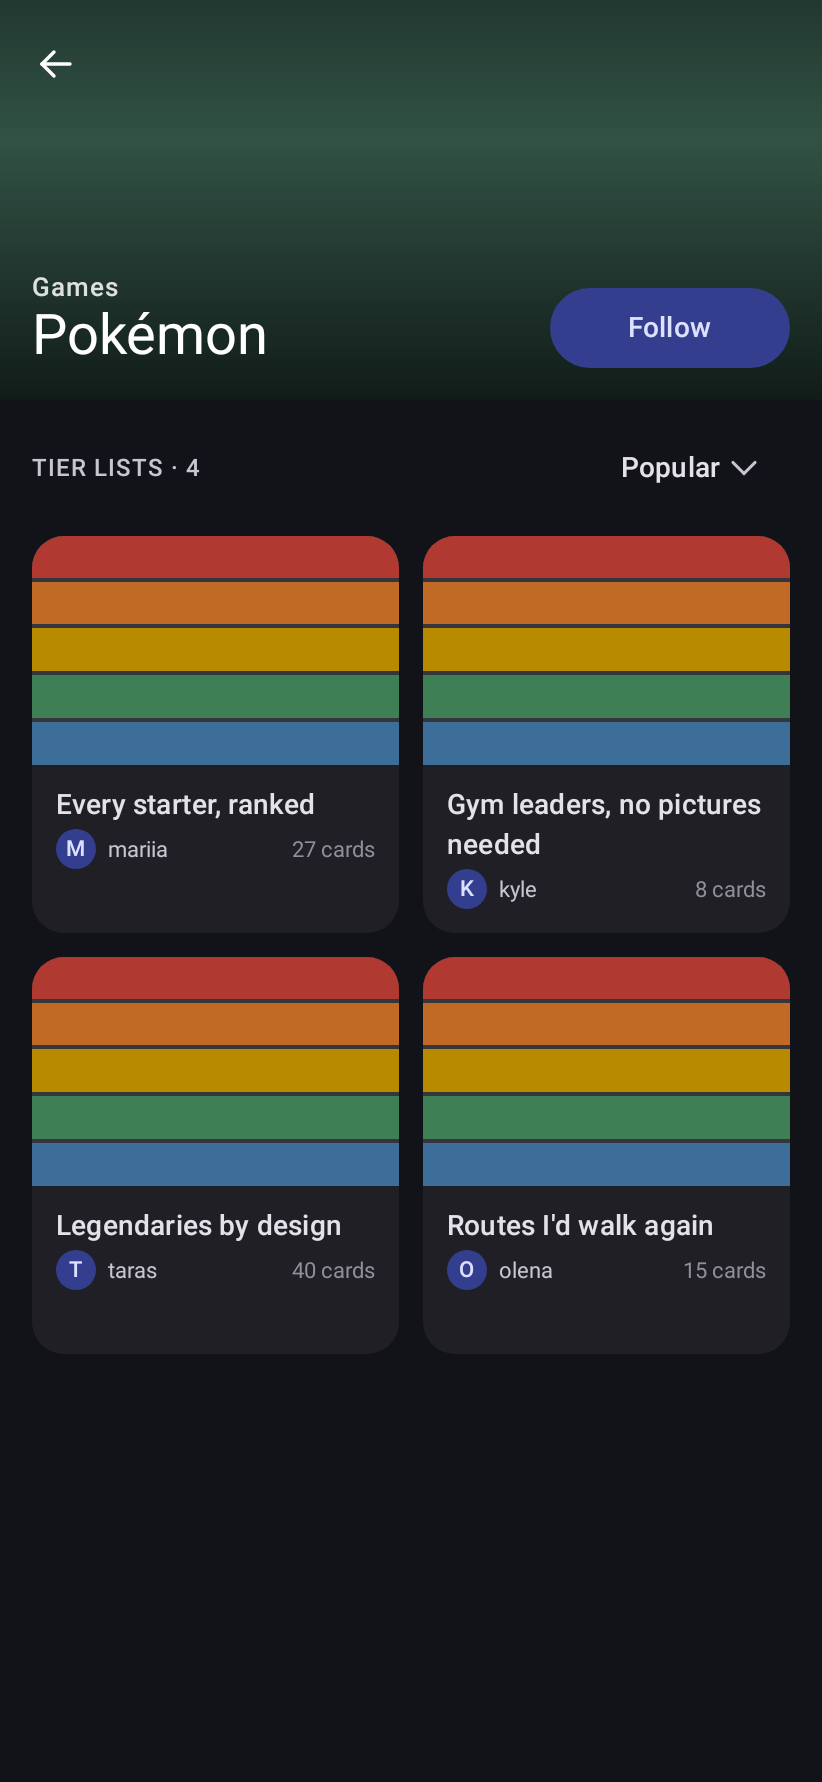 Games
Pokémon
Follow
TIER LISTS · 4
Popular
Every starter, ranked
M mariia 27 cards
Gym leaders, no pictures
needed
K kyle 8 cards
Legendaries by design
T taras 40 cards
Routes I'd walk again
O olena 15 cards